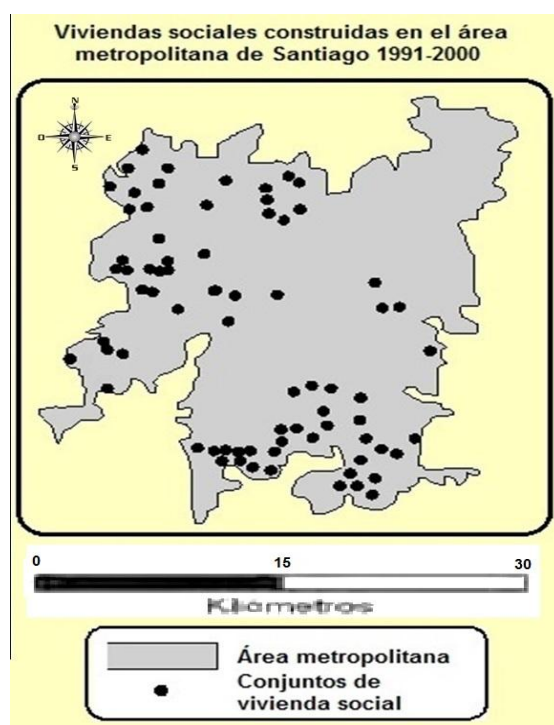 Viviendas sociales construidas en el área
metropolitana de Santiago 1991-2000
N
O E
S
0 15 30
Kilómetros
Área metropolitana
Conjuntos de
vivienda social